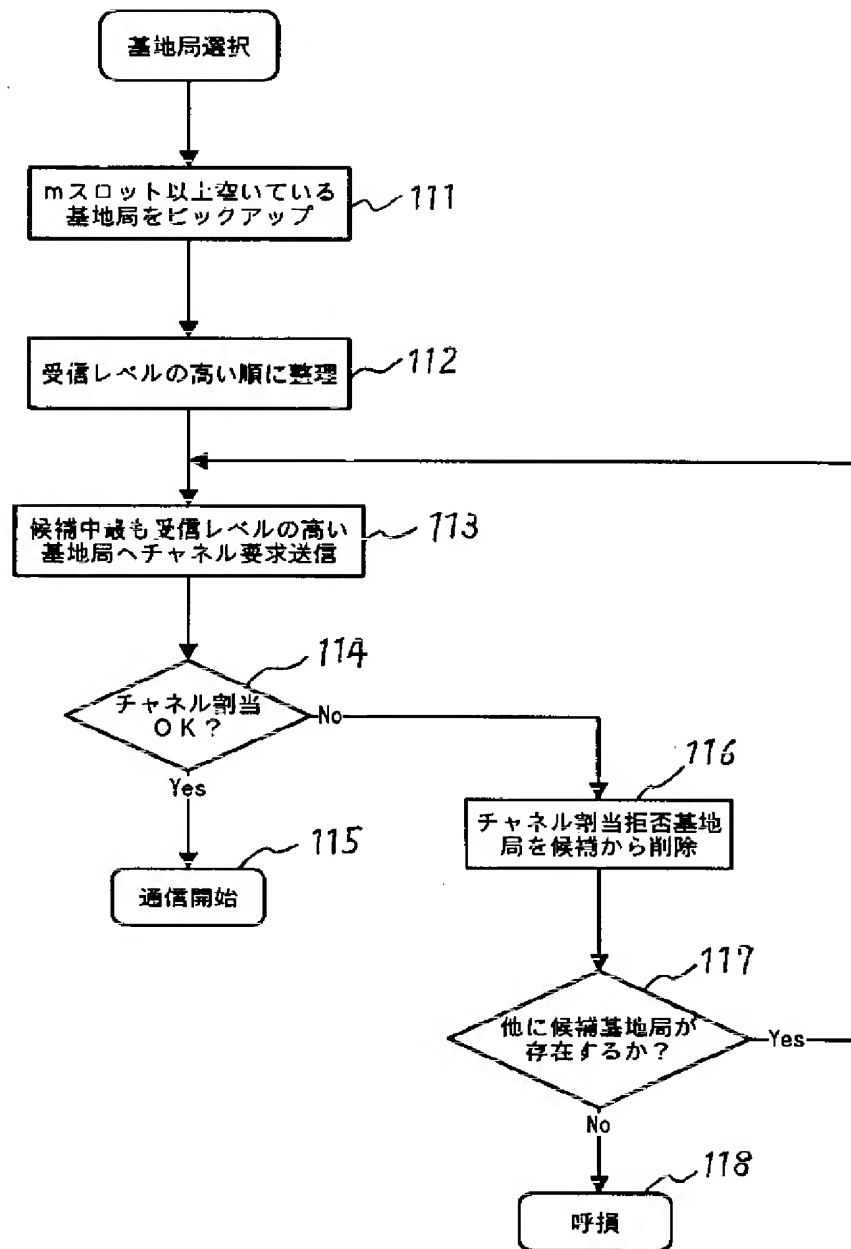 基地局選択
mスロット以上空いている
基地局をピックアップ
111
受信レベルの高い順に整理
112
候補中最も受信レベルの高い
基地局へチャネル要求送信
113
チャネル割当
OK？
114
No
Yes
通信開始
115
チャネル割当拒否基地
局を候補から削除
116
他に候補基地局が
存在するか？
117
Yes
No
呼損
118